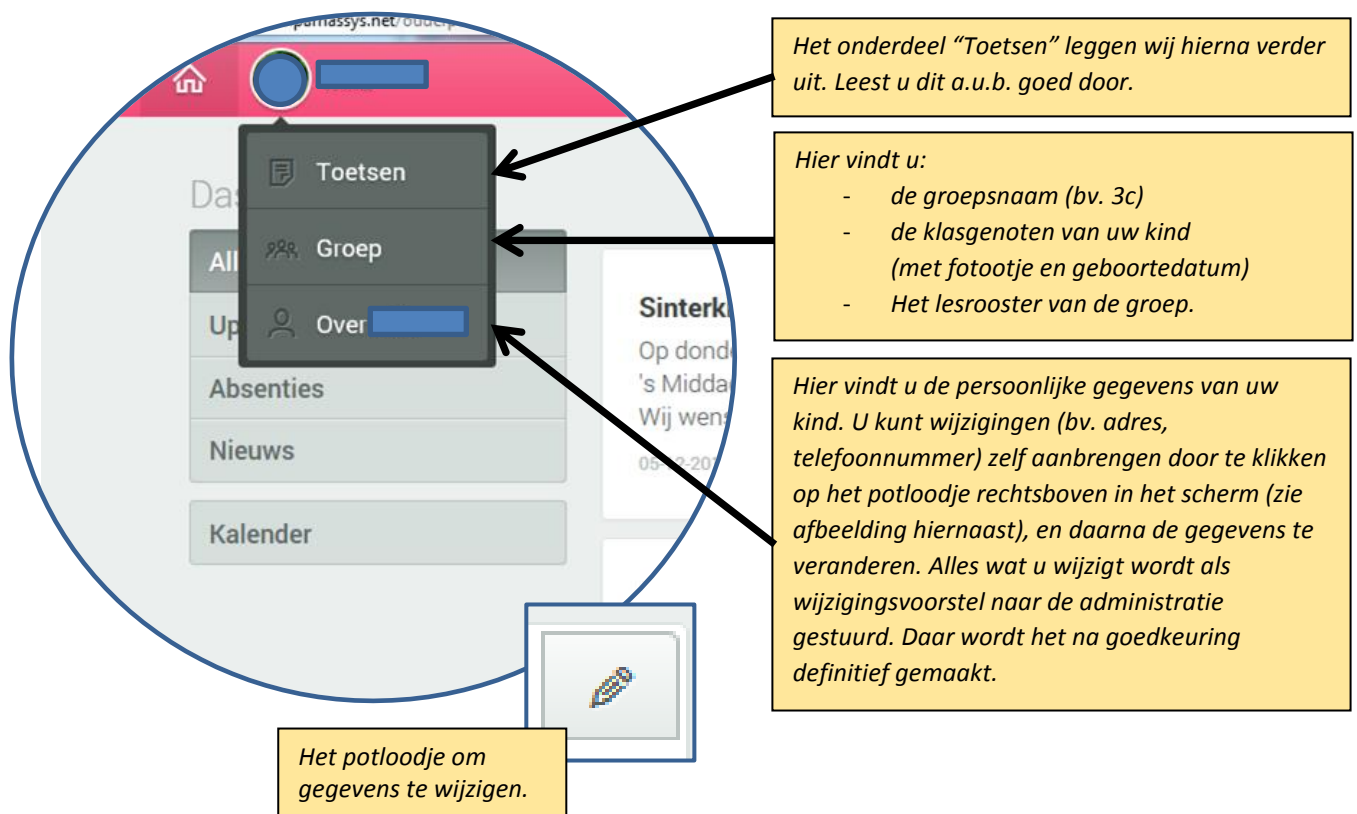 parnassys.net/ouderp
Toetsen
Groep
Over
Das
All
Up
Absenties
Nieuws
Kalender
Sinterk
Op donde
's Middag
Wij wens
Het onderdeel “Toetsen” leggen wij hierna verder
uit. Leest u dit a.u.b. goed door.
Hier vindt u:
- de groepsnaam (bv. 3c)
- de klasgenoten van uw kind
(met fotootje en geboortedatum)
- Het lesrooster van de groep.
Hier vindt u de persoonlijke gegevens van uw
kind. U kunt wijzigingen (bv. adres,
telefoonnummer) zelf aanbrengen door te klikken
op het potloodje rechtsboven in het scherm (zie
afbeelding hiernaast), en daarna de gegevens te
veranderen. Alles wat u wijzigt wordt als
wijzigingsvoorstel naar de administratie
gestuurd. Daar wordt het na goedkeuring
definitief gemaakt.
Het potloodje om
gegevens te wijzigen.